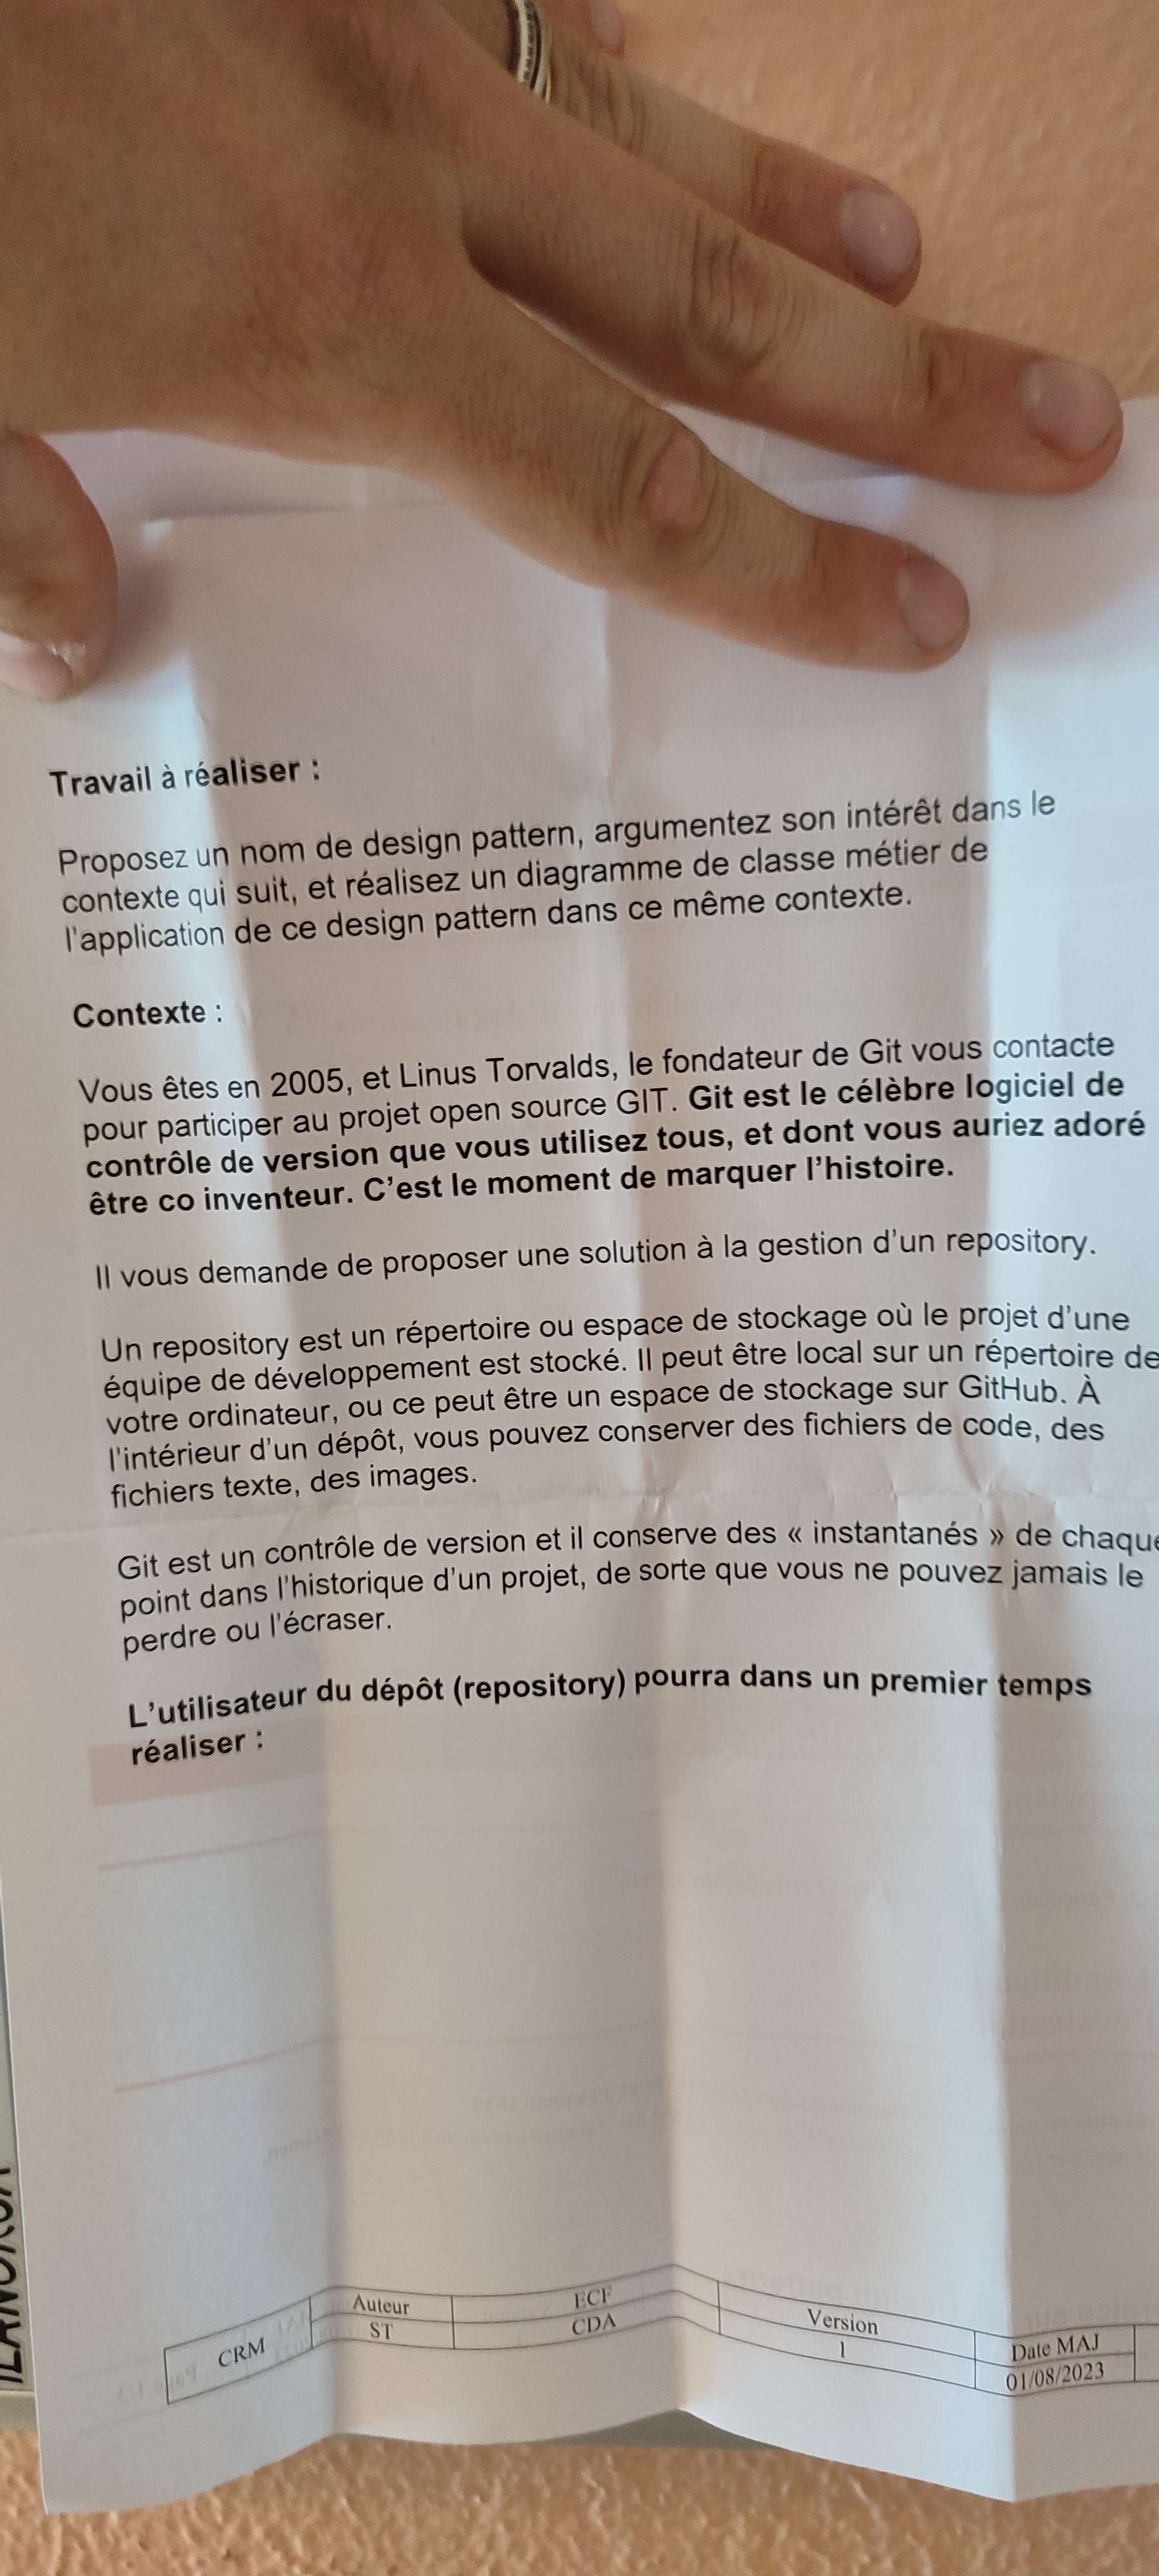 Travail à réaliser :
Proposez un nom de design pattern, argumentez son intérêt dans le
contexte qui suit, et réalisez un diagramme de classe métier de
l'application de ce design pattern dans ce même contexte.
Contexte :
Vous êtes en 2005, et Linus Torvalds, le fondateur de Git vous contacte
pour participer au projet open source GIT. Git est le célèbre logiciel de
contrôle de version que vous utilisez tous, et dont vous auriez adoré
être co inventeur. C'est le moment de marquer l'histoire.
Il vous demande de proposer une solution à la gestion d'un repository.
Un repository est un répertoire ou espace de stockage où le projet d'une
équipe de développement est stocké. Il peut être local sur un répertoire de
votre ordinateur, ou ce peut être un espace de stockage sur GitHub. À
l'intérieur d'un dépôt, vous pouvez conserver des fichiers de code, des
fichiers texte, des images.
Git est un contrôle de version et il conserve des « instantanés » de chaque
point dans l'historique d'un projet, de sorte que vous ne pouvez jamais le
perdre ou l'écraser.
L'utilisateur du dépôt (repository) pourra dans un premier temps
réaliser :
CRM Auteur ECF Version Date MAJ
ST CDA 1 01/08/2023